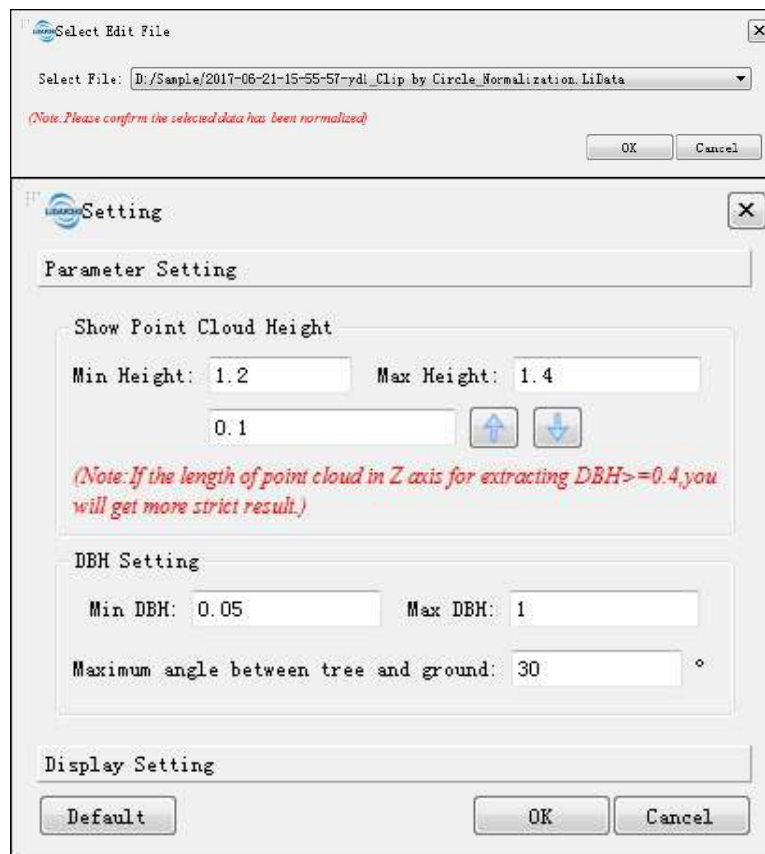 Select Edit File
Select File: D:/Sample/2017-06-21-15-55-57-ydl_Clip by Circle_Normalization.LiData
(Note:Please confirm the selected data has been normalized)
OK Cancel
Setting
Parameter Setting
Show Point Cloud Height
Min Height: 1.2 Max Height: 1.4
0.1
(Note:If the length of point cloud in Z axis for extracting DBH>=0.4,you
will get more strict result.)
DBH Setting
Min DBH: 0.05 Max DBH: 1
Maximum angle between tree and ground: 30 °
Display Setting
Default OK Cancel